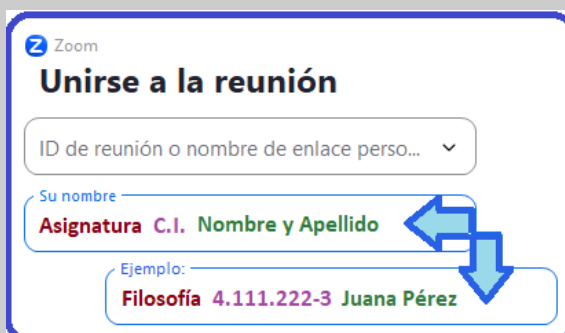 Zoom
Unirse a la reunión
ID de reunión o nombre de enlace perso...
Su nombre
Asignatura C.I. Nombre y Apellido
Ejemplo:
Filosofía 4.111.222-3 Juana Pérez